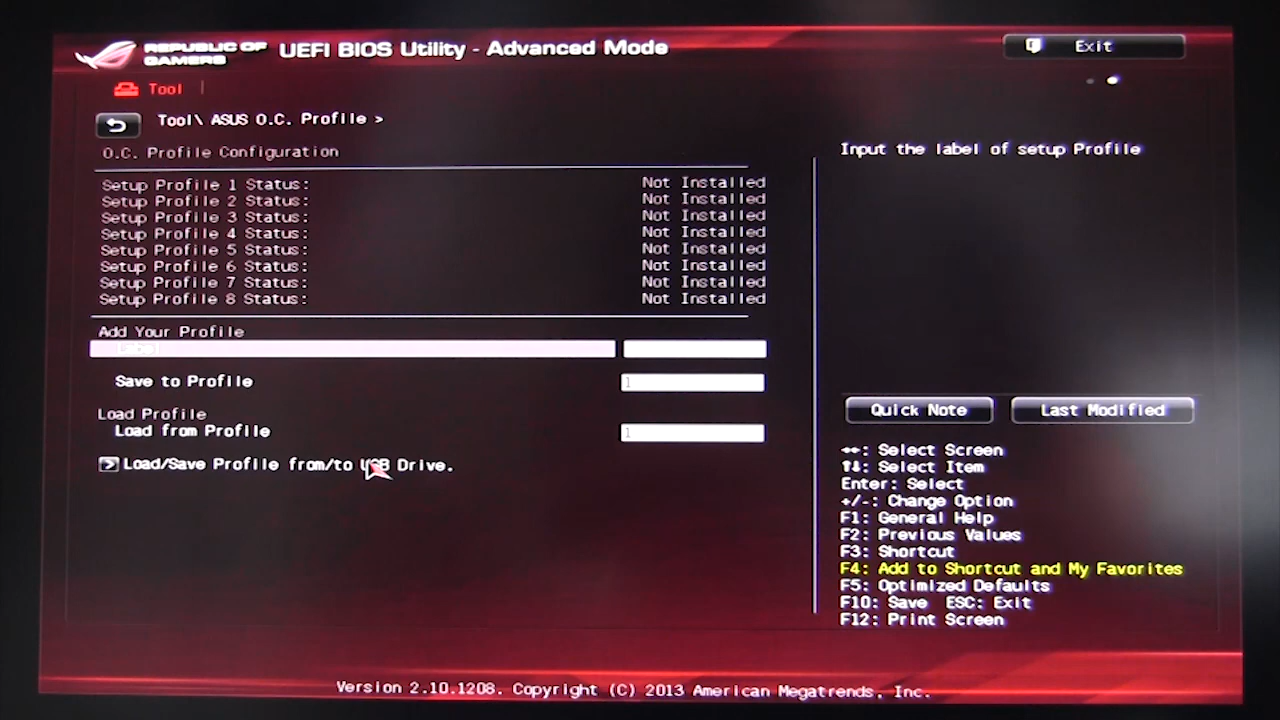 REPUBLIC OF
GAMERS
UEFI BIOS Utility - Advanced Mode
Exit
Tool
Tool\ ASUS O.C. Profile >
O.C. Profile Configuration
Input the label of setup Profile
Setup Profile 1 Status: Not Installed
Setup Profile 2 Status: Not Installed
Setup Profile 3 Status: Not Installed
Setup Profile 4 Status: Not Installed
Setup Profile 5 Status: Not Installed
Setup Profile 6 Status: Not Installed
Setup Profile 7 Status: Not Installed
Setup Profile 8 Status: Not Installed
Add Your Profile
Save to Profile 1
Load Profile
Load from Profile 1
Load/Save Profile from/to USB Drive.
Quick Note
Last Modified
↔: Select Screen
↑↓: Select Item
Enter: Select
+/-: Change Option
F1: General Help
F2: Previous Values
F3: Shortcut
F4: Add to Shortcut and My Favorites
F5: Optimized Defaults
F10: Save ESC: Exit
F12: Print Screen
Version 2.10.1208. Copyright (C) 2013 American Megatrends, Inc.